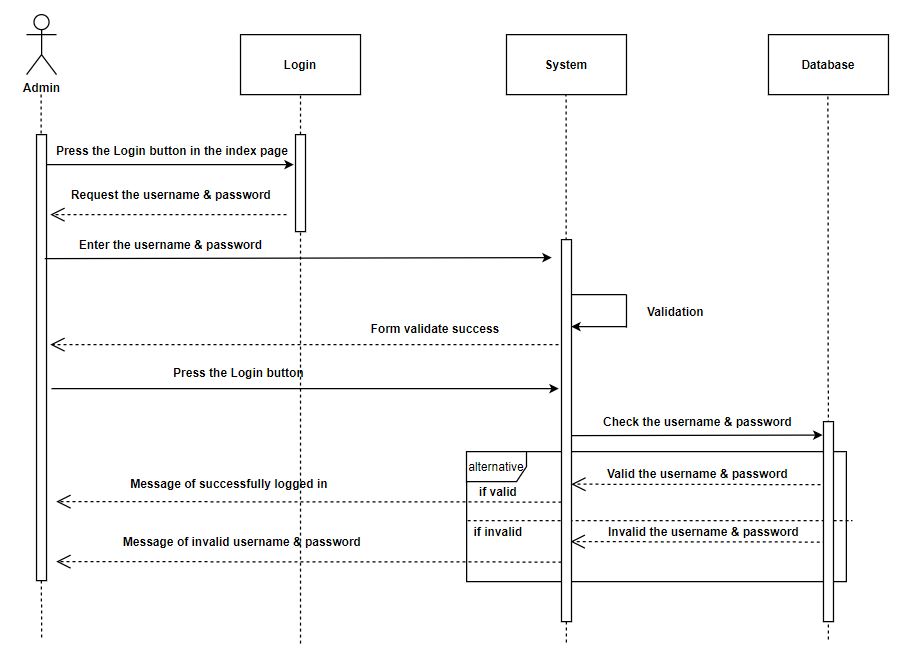 Admin
Login
System
Database
Press the Login button in the index page
Request the username & password
Enter the username & password
Validation
Form validate success
Press the Login button
Check the username & password
alternative
Valid the username & password
Message of successfully logged in
if valid
if invalid
Invalid the username & password
Message of invalid username & password